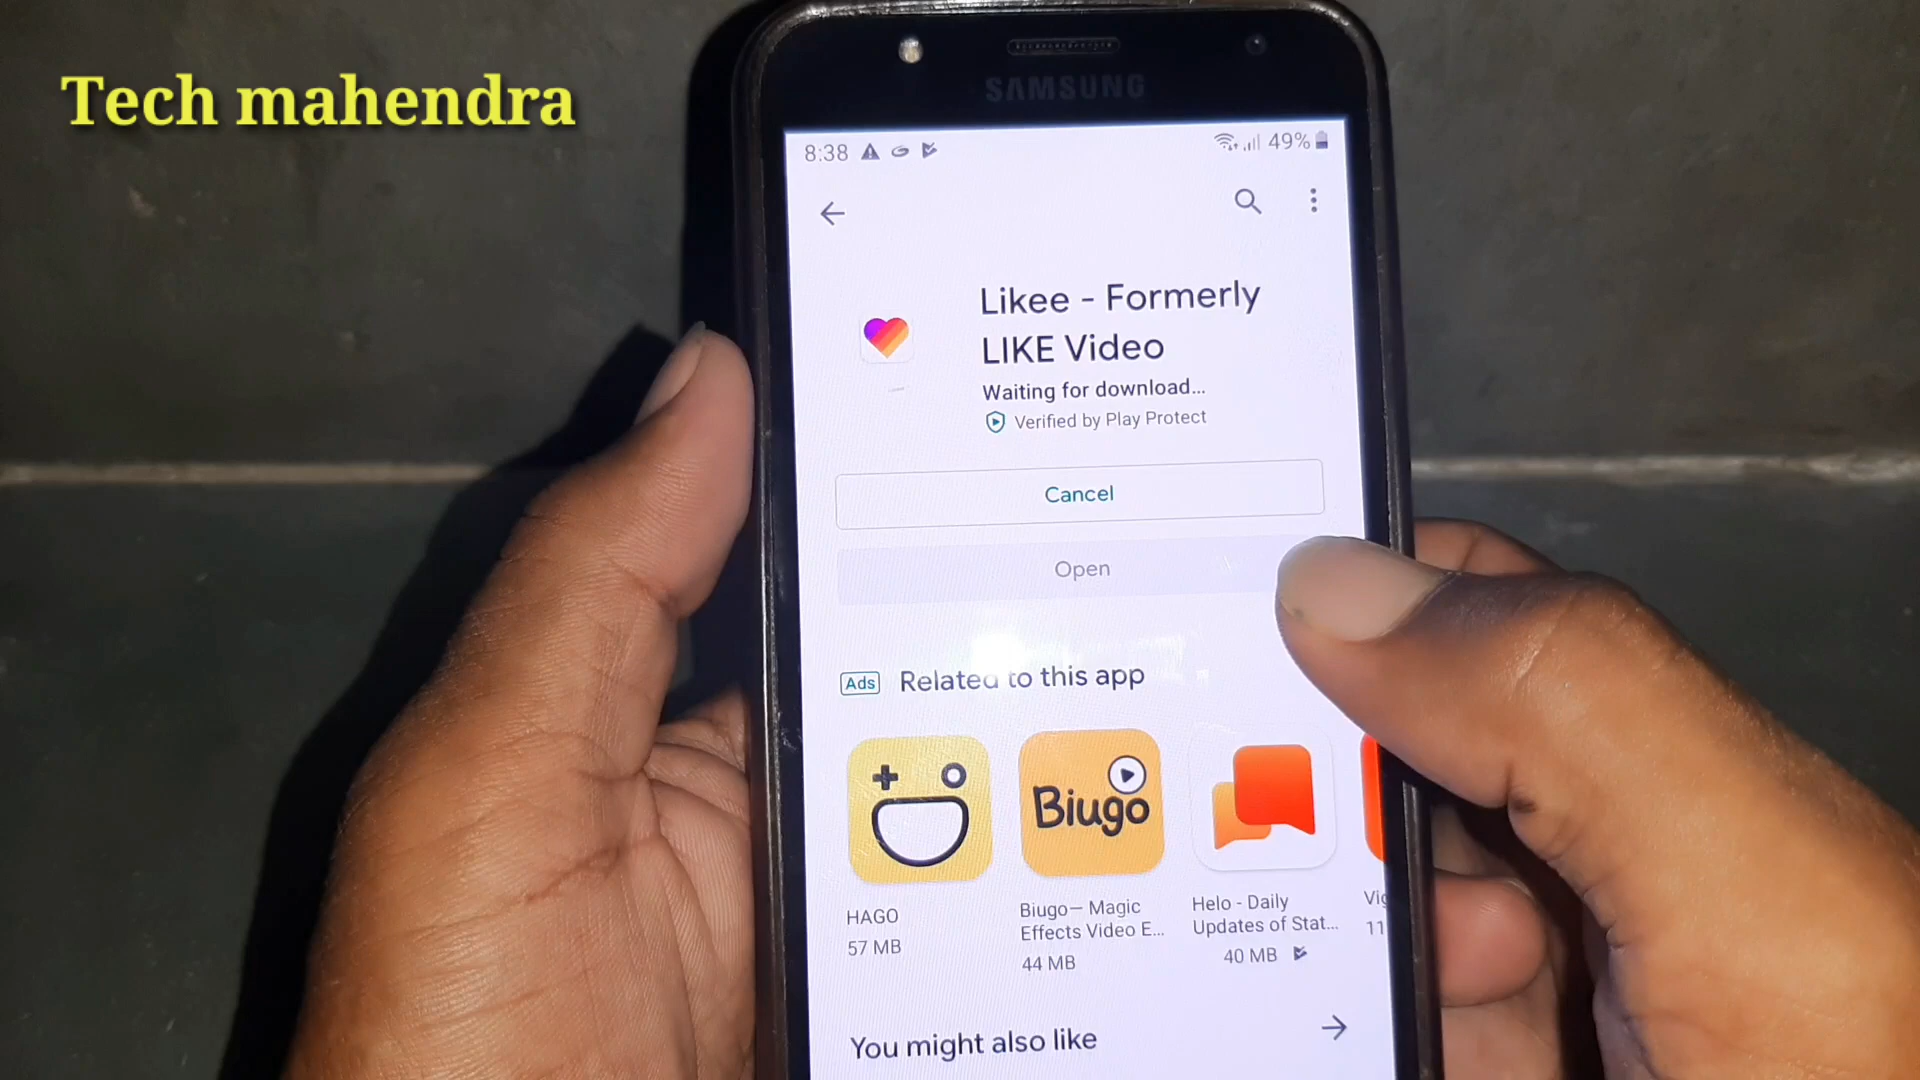 Tech mahendra
SAMSUNG
8:38
49%
Likee - Formerly
LIKE Video
Waiting for download...
Verified by Play Protect
Cancel
Open
Ads Related to this app
Biugo
HAGO
57 MB
Biugo— Magic
Effects Video E...
44 MB
Helo - Daily
Updates of Stat...
40 MB
Vig
11
You might also like